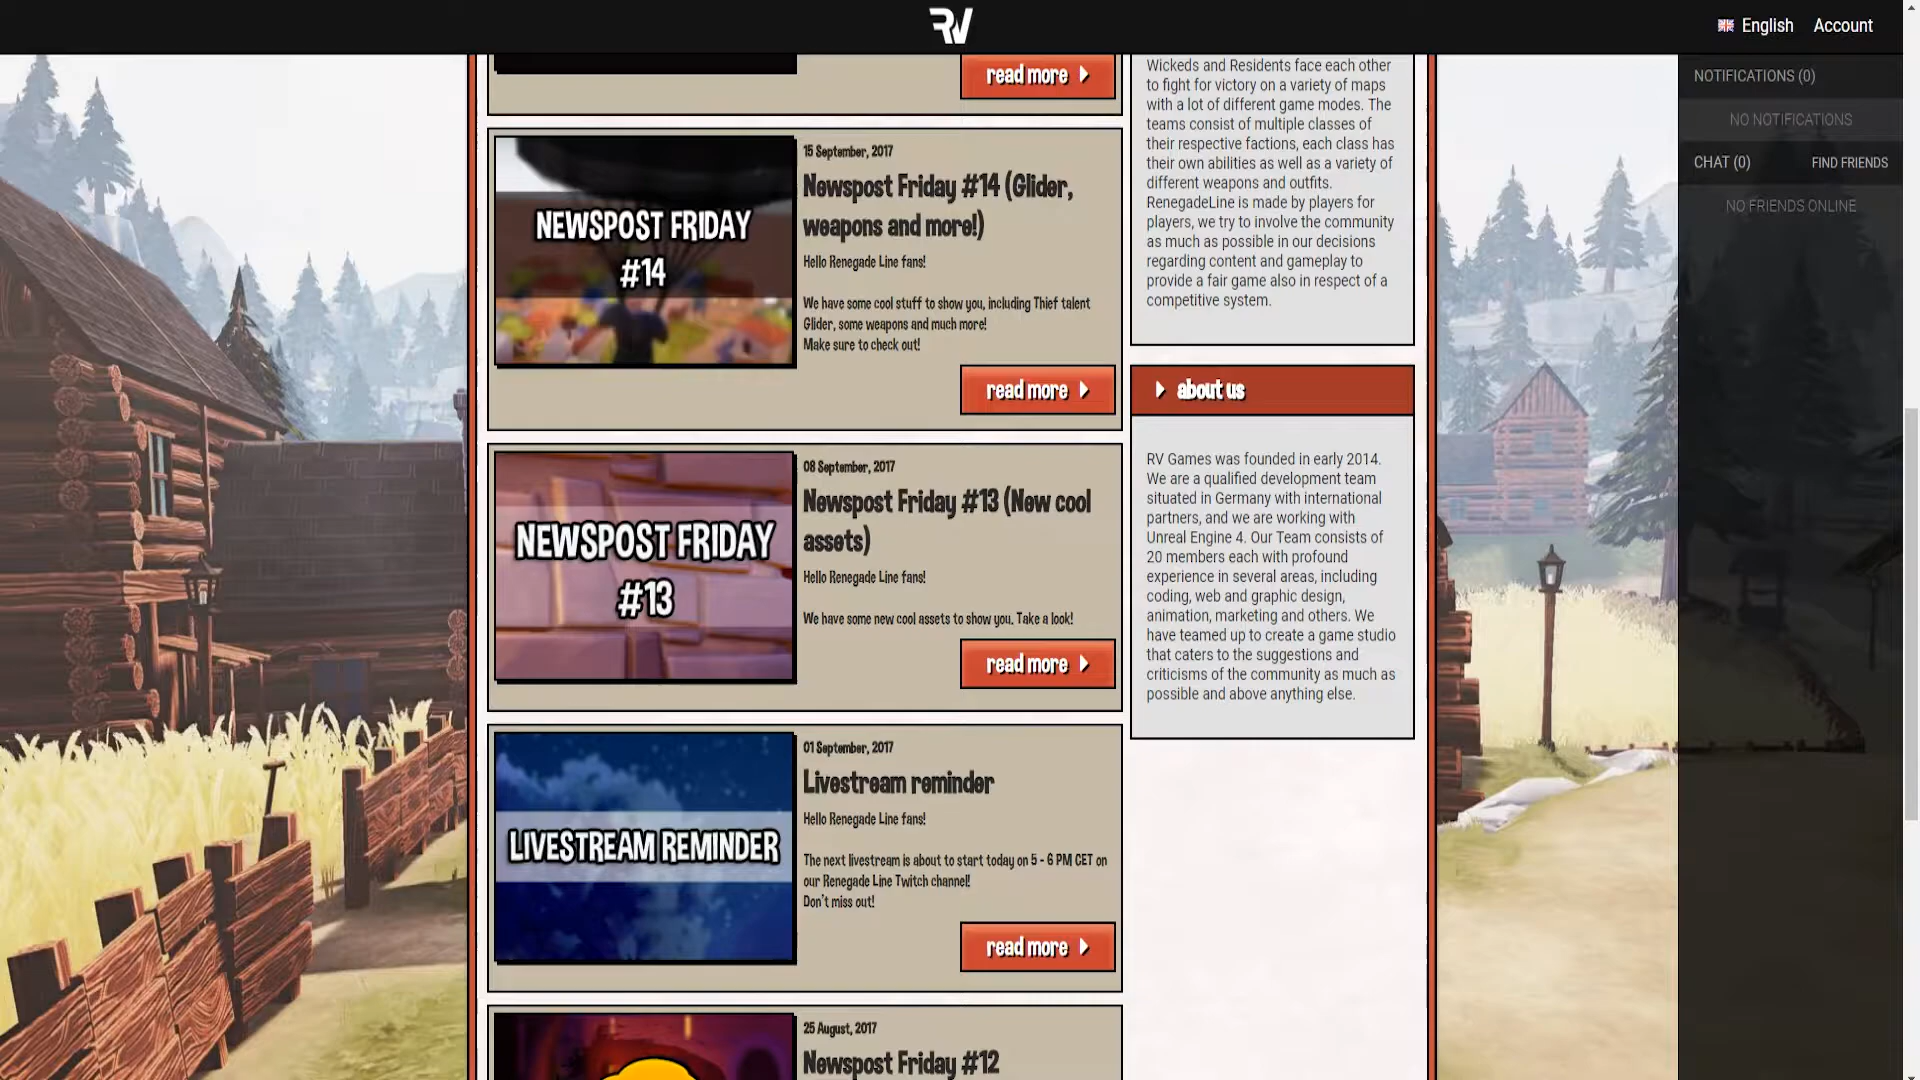 RV
English
Account
read more
15 September, 2017
Newspost Friday #14 (Glider,
weapons and more!)
NEWSPOST FRIDAY
#14
Hello Renegade Line fans!
We have some cool stuff to show you, including Thief talent
Glider, some weapons and much more!
Make sure to check out!
read more
08 September, 2017
Newspost Friday #13 (New cool
assets)
NEWSPOST FRIDAY
#13
Hello Renegade Line fans!
We have some new cool assets to show you. Take a look!
read more
01 September, 2017
Livestream reminder
LIVESTREAM REMINDER
Hello Renegade Line fans!
The next livestream is about to start today on 5 - 6 PM CET on
our Renegade Line Twitch channel!
Don't miss out!
read more
25 August, 2017
Newspost Friday #12
Wickeds and Residents face each other
to fight for victory on a variety of maps
with a lot of different game modes. The
teams consist of multiple classes of
their respective factions, each class has
their own abilities as well as a variety of
different weapons and outfits.
RenegadeLine is made by players for
players, we try to involve the community
as much as possible in our decisions
regarding content and gameplay to
provide a fair game also in respect of a
competitive system.
about us
RV Games was founded in early 2014.
We are a qualified development team
situated in Germany with international
partners, and we are working with
Unreal Engine 4. Our Team consists of
20 members each with profound
experience in several areas, including
coding, web and graphic design,
animation, marketing and others. We
have teamed up to create a game studio
that caters to the suggestions and
criticisms of the community as much as
possible and above anything else.
NOTIFICATIONS (0)
NO NOTIFICATIONS
CHAT (0)
FIND FRIENDS
NO FRIENDS ONLINE